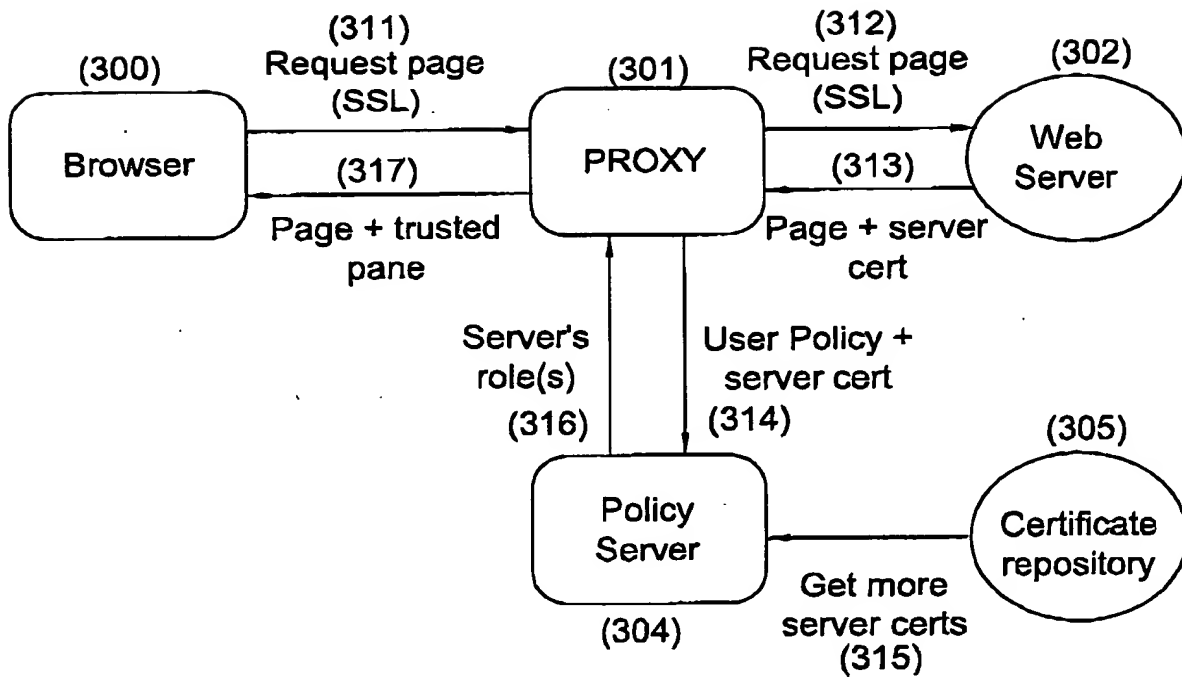 (300)
Browser
(311)
Request page
(SSL)
(317)
Page + trusted
pane
(301)
PROXY
(312)
Request page
(SSL)
(313)
Page + server
cert
(302)
Web
Server
Server's
role(s)
(316)
User Policy +
server cert
(314)
Policy
Server
(304)
(305)
Certificate
repository
Get more
server certs
(315)